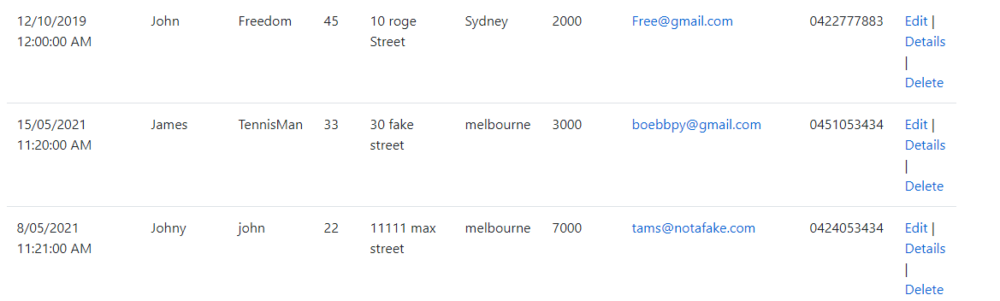 12/10/2019 John Freedom 45 10 roge Sydney 2000 Free@gmail.com 0422777883 Edit |
12:00:00 AM Street Details
|
Delete
15/05/2021 James TennisMan 33 30 fake melbourne 3000 boebbpy@gmail.com 0451053434 Edit |
11:20:00 AM street Details
|
Delete
8/05/2021 Johny john 22 11111 max melbourne 7000 tams@notafake.com 0424053434 Edit |
11:21:00 AM street Details
|
Delete